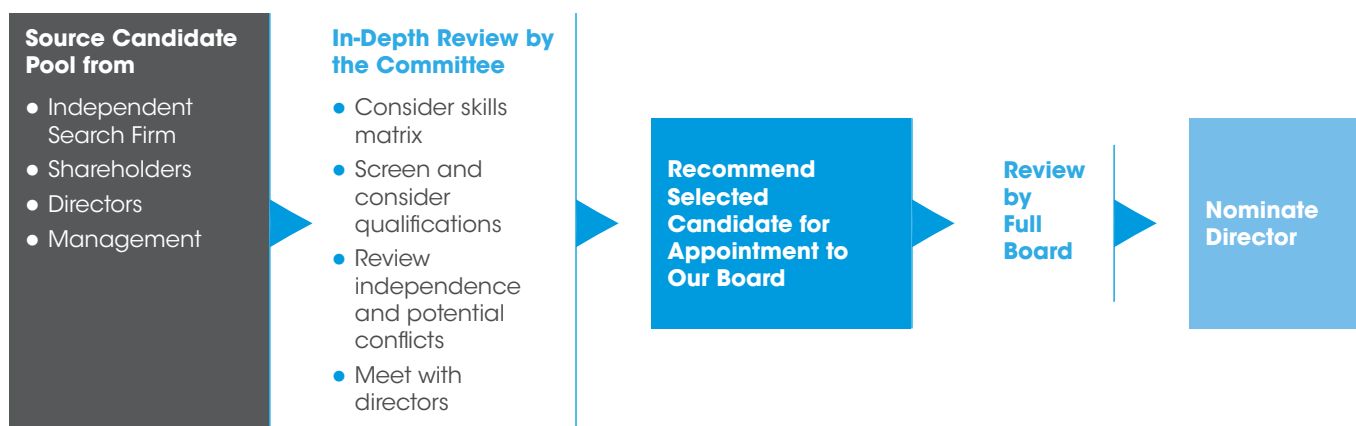 Source Candidate
Pool from
● Independent
Search Firm
● Shareholders
● Directors
● Management
In-Depth Review by
the Committee
● Consider skills
matrix
● Screen and
consider
qualifications
● Review
independence
and potential
conflicts
● Meet with
directors
Recommend
Selected
Candidate for
Appointment to
Our Board
Review
by
Full
Board
Nominate
Director